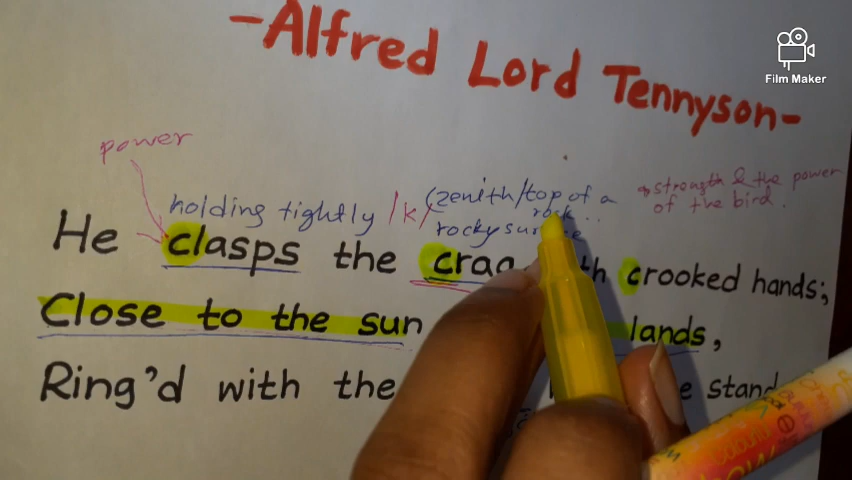 Film Maker
-Alfred Lord Tennyson-
power
holding tightly /k/ (zenith/top of a rock..
rocky
→ strength & the power of the bird.
He clasps the crag crooked hands;
Close to the sun lands,
Ring'd with the stand